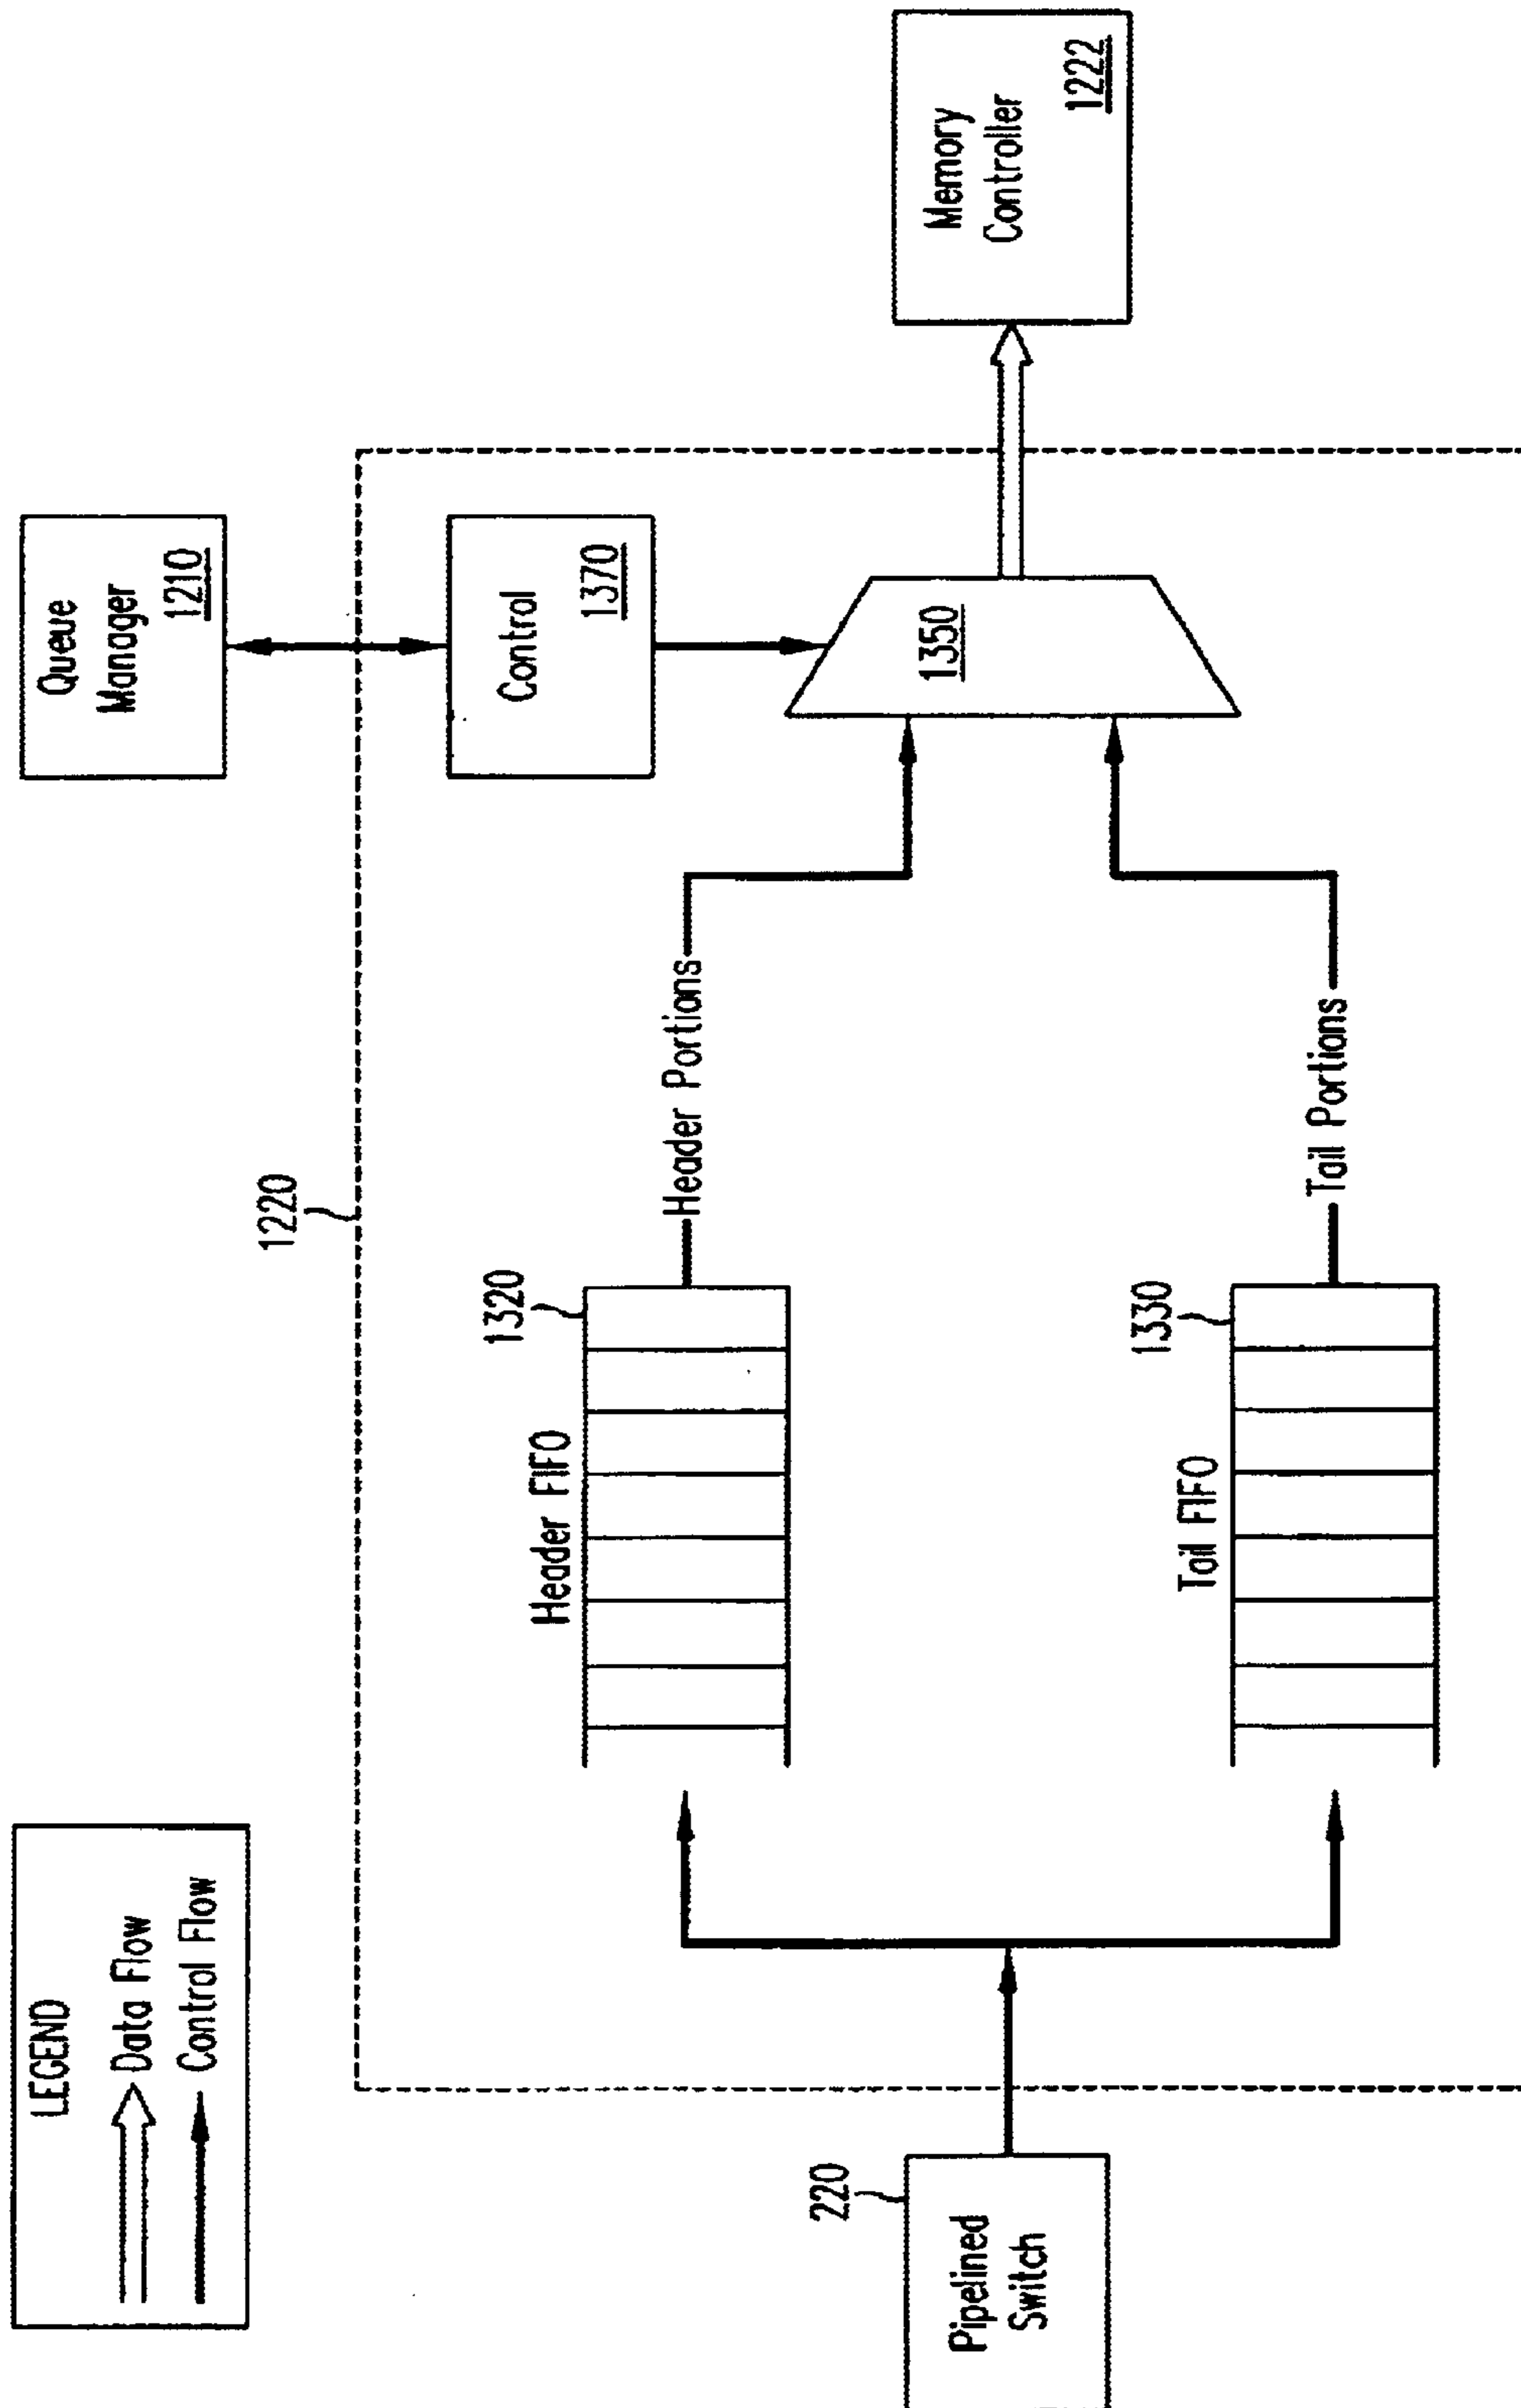 LEGEND
Data Flow
Control Flow
Queue
Manager
1210
1220
Control
1370
1320
Header FIFO
Header Portions
1350
Memory
Controller
1222
220
Pipelined
Switch
1330
Tail FIFO
Tail Portions